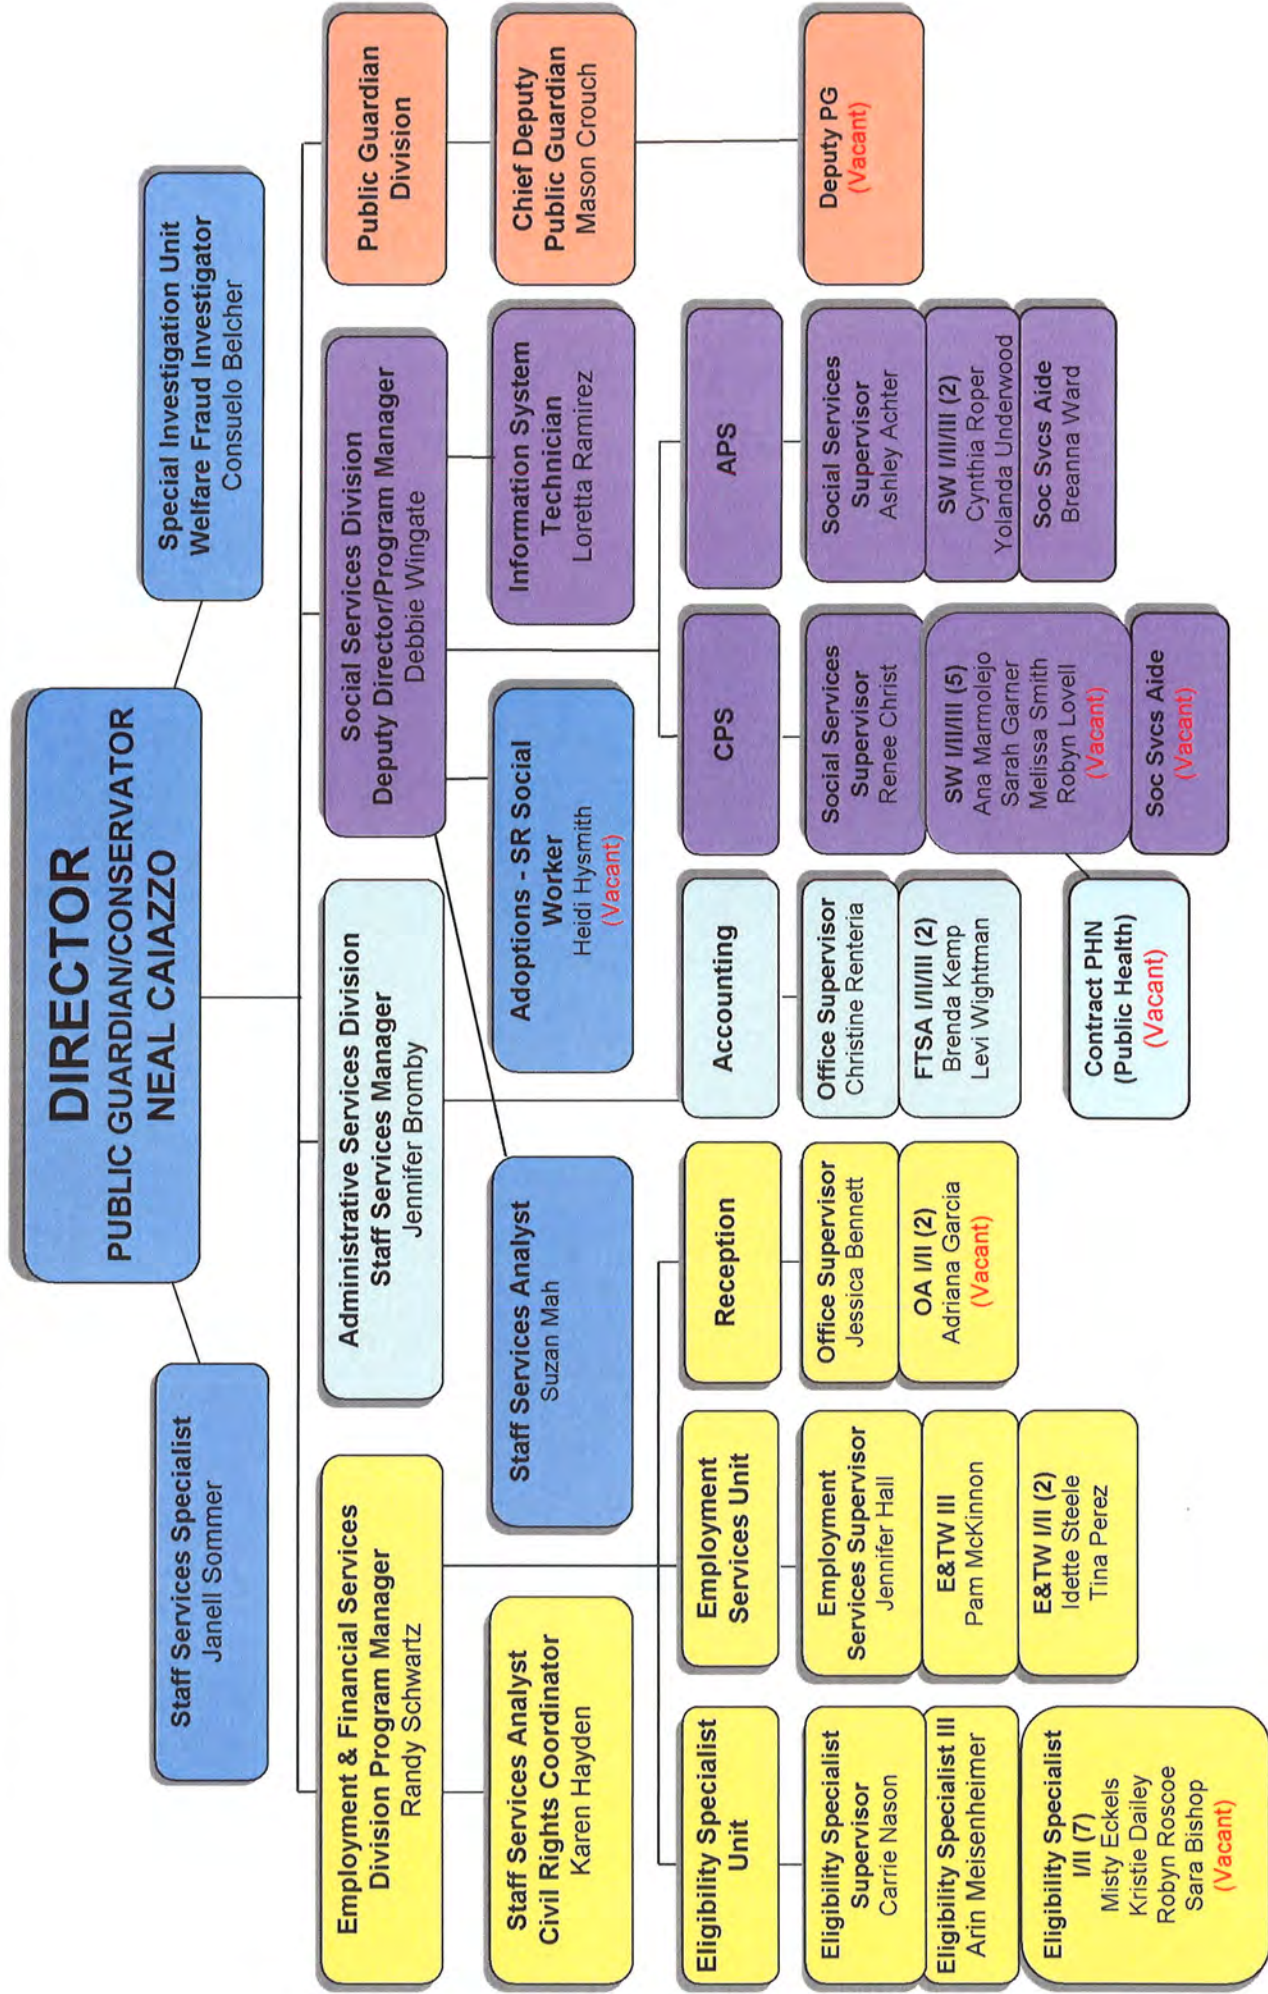 DIRECTOR
PUBLIC GUARDIAN/CONSERVATOR
NEAL CAIAZZO
Staff Services Specialist
Janell Sommer
Special Investigation Unit
Welfare Fraud Investigator
Consuelo Belcher
Employment & Financial Services
Division Program Manager
Randy Schwartz
Administrative Services Division
Staff Services Manager
Jennifer Bromby
Social Services Division
Deputy Director/Program Manager
Debbie Wingate
Public Guardian
Division
Staff Services Analyst
Civil Rights Coordinator
Karen Hayden
Staff Services Analyst
Suzan Mah
Adoptions - SR Social
Worker
Heidi Hysmith
(Vacant)
Information System
Technician
Loretta Ramirez
Chief Deputy
Public Guardian
Mason Crouch
Eligibility Specialist
Unit
Employment
Services Unit
Reception
Accounting
CPS
APS
Eligibility Specialist
Supervisor
Carrie Nason
Eligibility Specialist III
Arin Meisenheimer
Eligibility Specialist
I/II (7)
Misty Eckels
Kristie Dailey
Robyn Roscoe
Sara Bishop
(Vacant)
Employment
Services Supervisor
Jennifer Hall
E&TW III
Pam McKinnon
E&TW I/II (2)
Idette Steele
Tina Perez
Office Supervisor
Jessica Bennett
OA I/II (2)
Adriana Garcia
(Vacant)
Office Supervisor
Christine Renteria
FTSA I/II/III (2)
Brenda Kemp
Levi Wightman
Contract PHN
(Public Health)
(Vacant)
Social Services
Supervisor
Renee Christ
SW I/II/III (5)
Ana Marmolejo
Sarah Garner
Melissa Smith
Robyn Lovell
(Vacant)
Soc Svcs Aide
(Vacant)
Social Services
Supervisor
Ashley Achter
SW I/II/III (2)
Cynthia Roper
Yolanda Underwood
Soc Svcs Aide
Breanna Ward
Deputy PG
(Vacant)